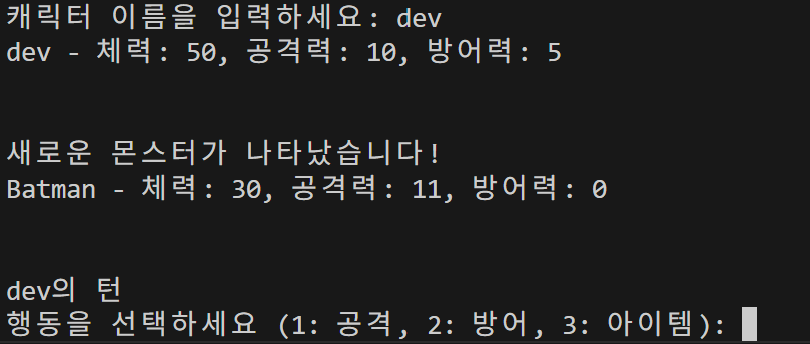 캐릭터 이름을 입력하세요: dev
dev - 체력: 50, 공격력: 10, 방어력: 5
새로운 몬스터가 나타났습니다!
Batman - 체력: 30, 공격력: 11, 방어력: 0
dev의 턴
행동을 선택하세요 (1: 공격, 2: 방어, 3: 아이템):